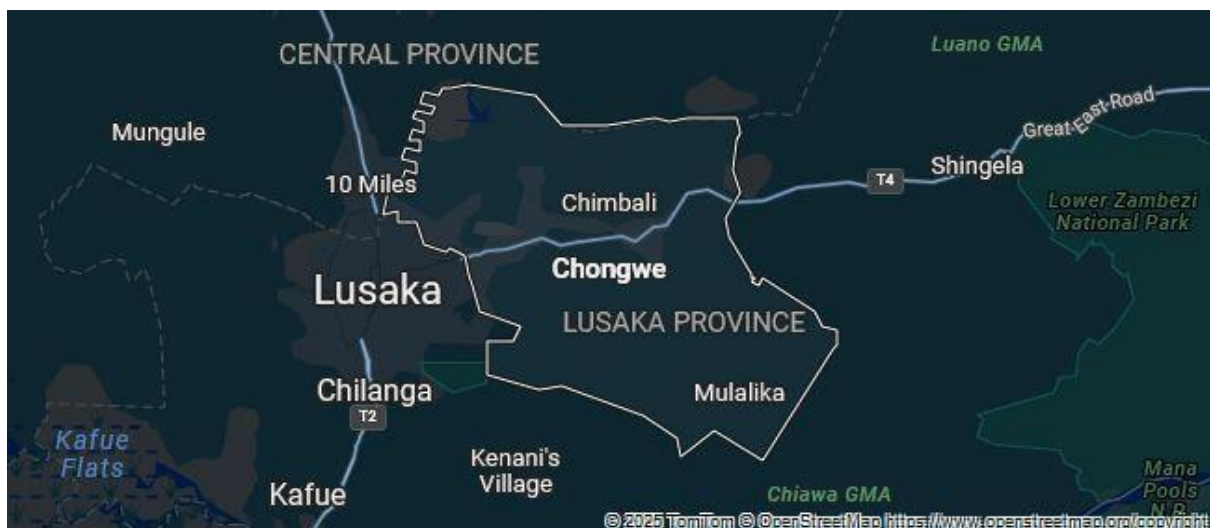 CENTRAL PROVINCE
Luano GMA
Great East Road
Mungule
Shingela
10 Miles
T4
Chimbali
Lower Zambezi
National Park
Chongwe
Lusaka
LUSAKA PROVINCE
Chilanga
Mulalika
T2
Kafue
Flats
Kenani's
Village
Kafue
Chiawa GMA
Mana
Pools
N.P.
© 2025 TomTom © OpenStreetMap https://www.openstreetmap.org/copyright